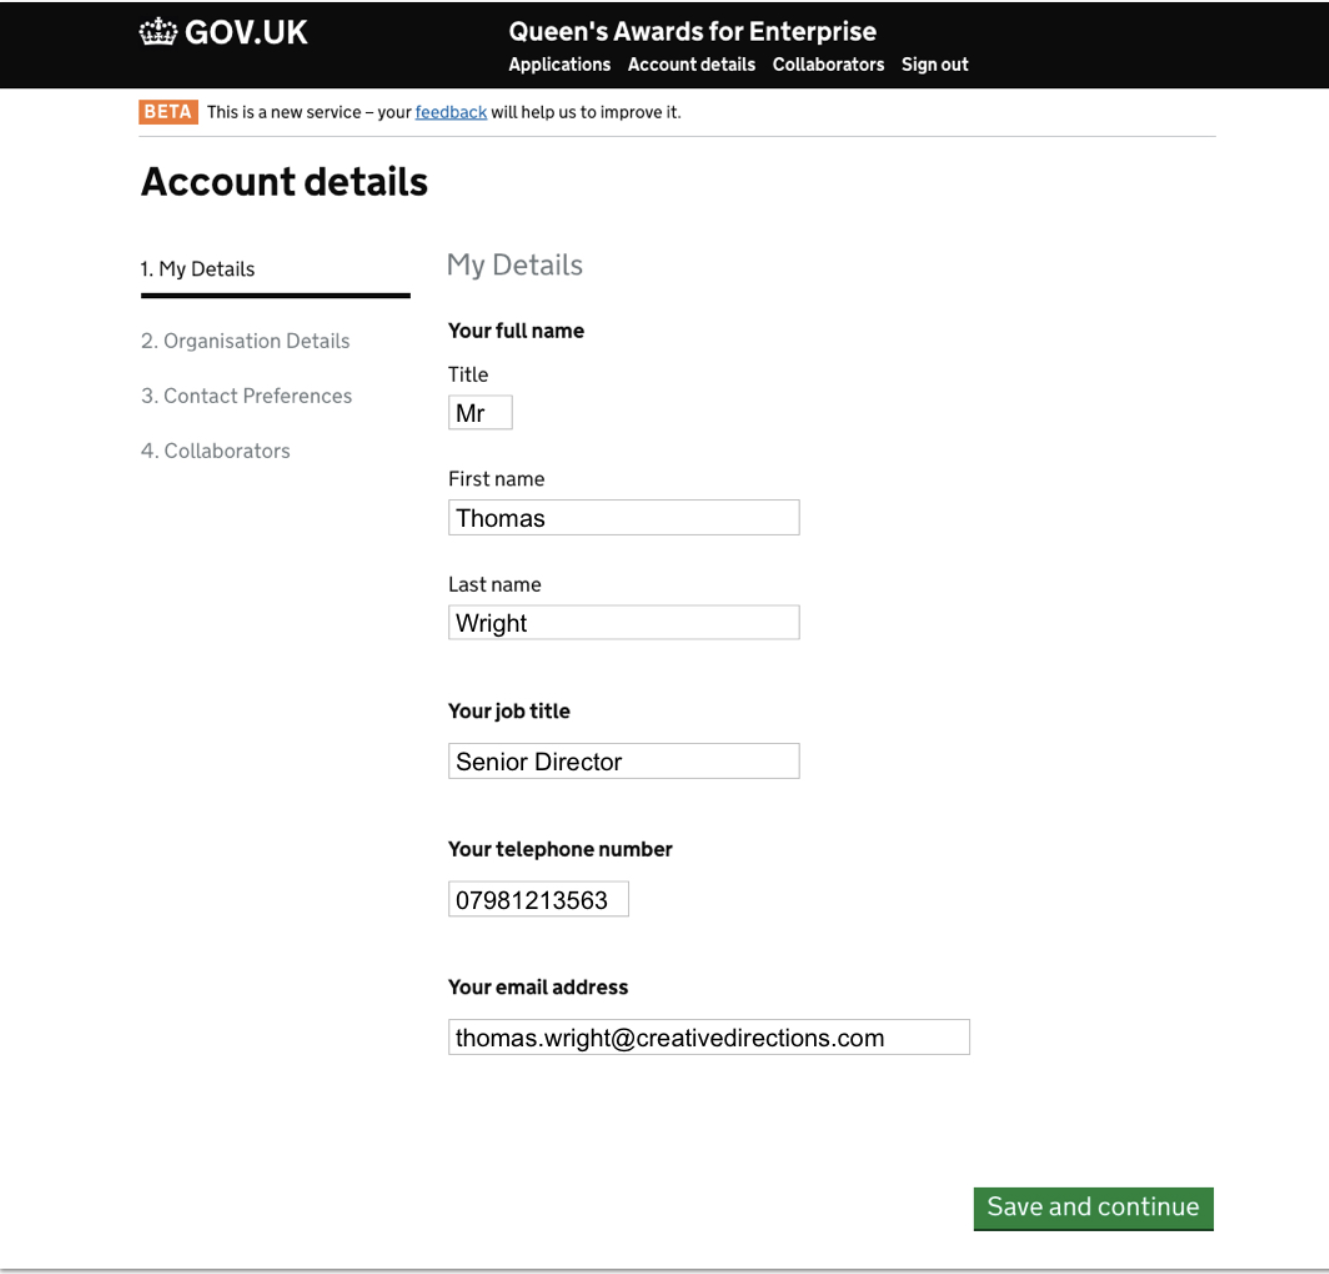 GOV.UK
Queen's Awards for Enterprise
Applications Account details Collaborators Sign out
BETA This is a new service – your feedback will help us to improve it.
Account details
1. My Details
2. Organisation Details
3. Contact Preferences
4. Collaborators
My Details
Your full name
Title
Mr
First name
Thomas
Last name
Wright
Your job title
Senior Director
Your telephone number
07981213563
Your email address
thomas.wright@creativedirections.com
Save and continue